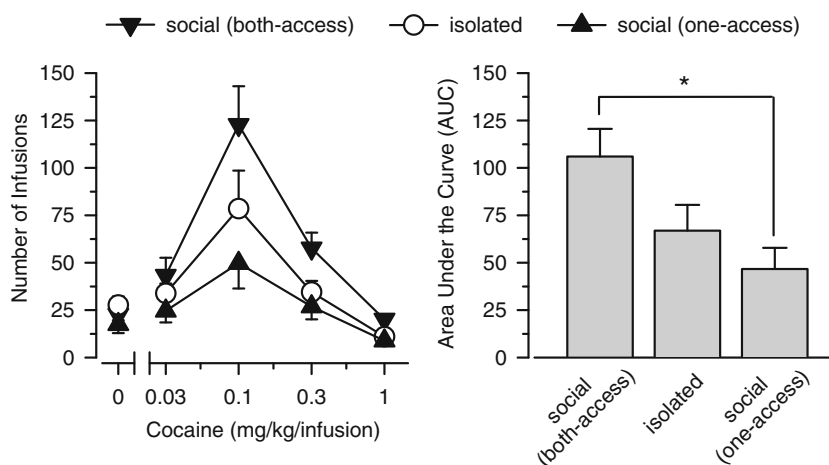 social (both-access) isolated social (one-access)
Number of Infusions
150
125
100
75
50
25
0
0 0.03 0.1 0.3 1
Cocaine (mg/kg/infusion)
Area Under the Curve (AUC)
150
125
100
75
50
25
0
*
social
(both-access)
isolated
social
(one-access)